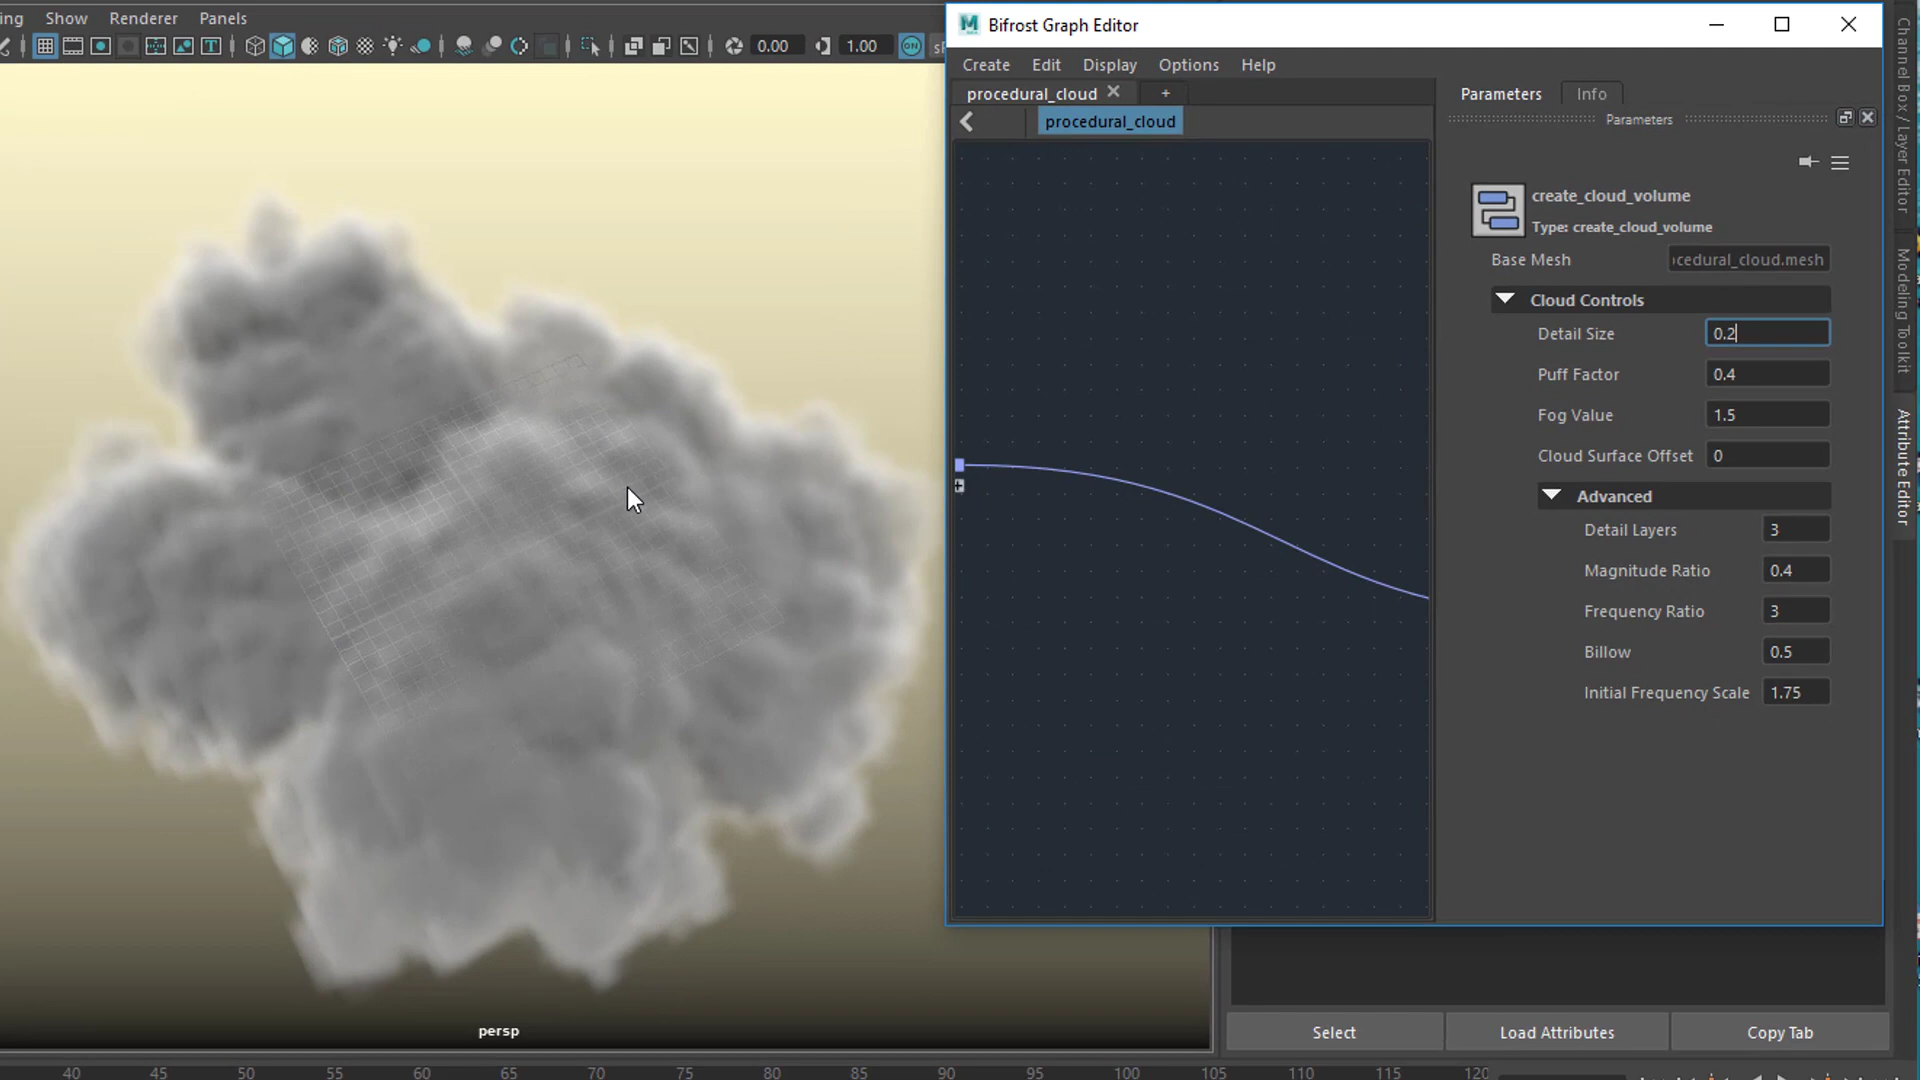 ing Show Renderer Panels
0.00 1.00 ON
Bifrost Graph Editor
Create Edit Display Options Help
procedural_cloud +
procedural_cloud
Parameters Info
Parameters
create_cloud_volume
Type: create_cloud_volume
Base Mesh cedural_cloud.mesh
Cloud Controls
Detail Size 0.2
Puff Factor 0.4
Fog Value 1.5
Cloud Surface Offset 0
Advanced
Detail Layers 3
Magnitude Ratio 0.4
Frequency Ratio 3
Billow 0.5
Initial Frequency Scale 1.75
Channel Box / Layer Editor
Modeling Toolkit
Attribute Editor
persp
Select Load Attributes Copy Tab
40 45 50 55 60 65 70 75 80 85 90 95 100 105 110 115 120